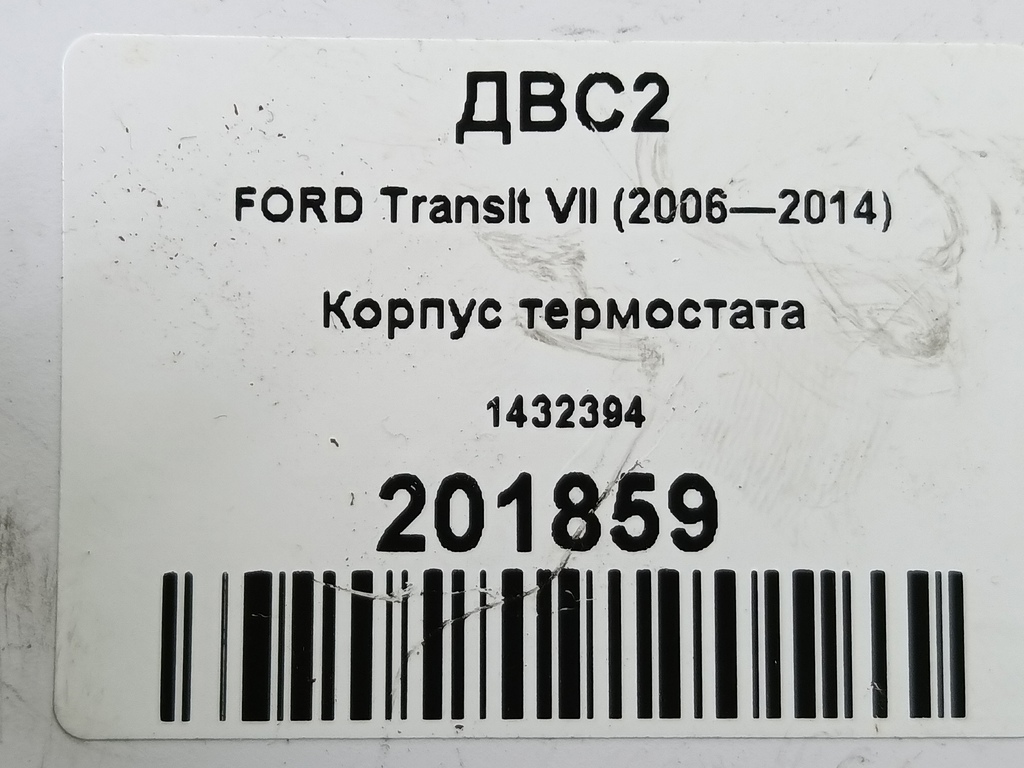 ДВС2
FORD Transit VII (2006—2014)
Корпус термостата
1432394
201859